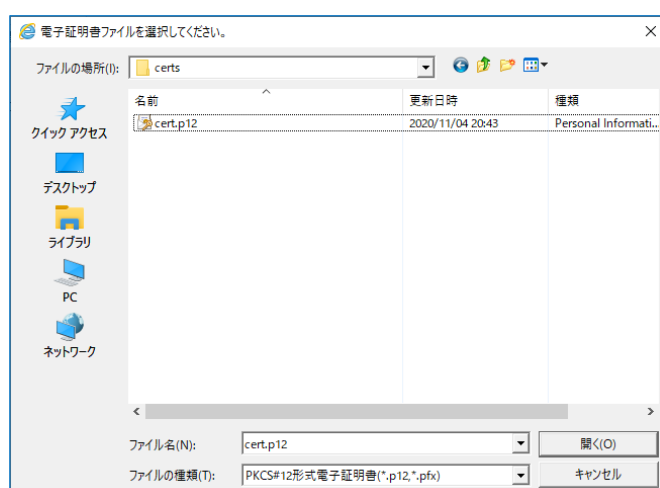 電子証明書ファイルを選択してください。
ファイルの場所(I):
certs
名前
更新日時
種類
cert.p12
2020/11/04 20:43
Personal Informati...
クイック アクセス
デスクトップ
ライブラリ
PC
ネットワーク
ファイル名(N):
cert.p12
開く(O)
ファイルの種類(T):
PKCS#12形式電子証明書(*.p12,*.pfx)
キャンセル